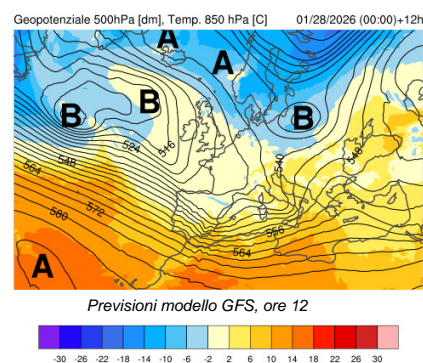 Geopotenziale 500hPa [dm], Temp. 850 hPa [C] 01/28/2026 (00:00)+12h
A
A
B
B
B
524
516
548
540
548
564
572
580
556
564
A
Previsioni modello GFS, ore 12
-30 -26 -22 -18 -14 -10 -6 -2 2 6 10 14 18 22 26 30